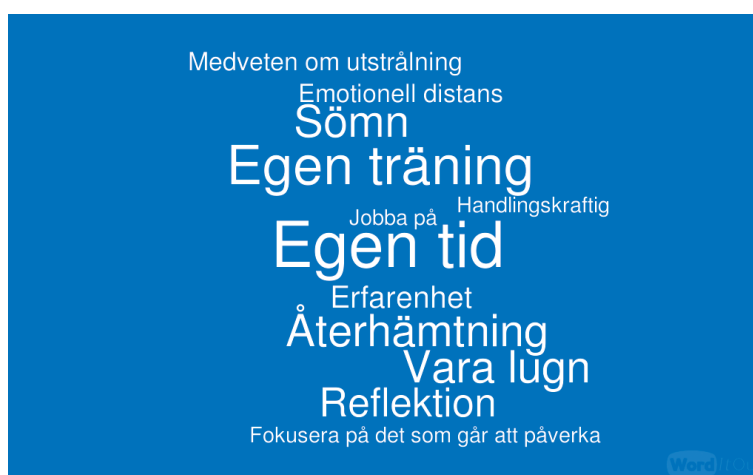 Medveten om utstrålning
Emotionell distans
Sömn
Egen träning
Handlingskraftig
Jobba på
Egen tid
Erfarenhet
Återhämtning
Vara lugn
Reflektion
Fokusera på det som går att påverka
WordItOut